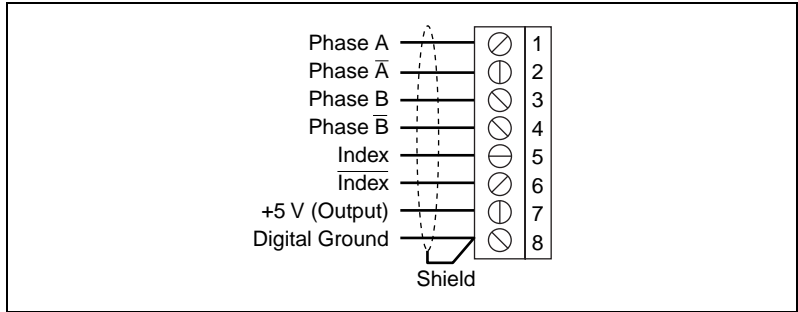 Phase A 1
Phase A̅ 2
Phase B 3
Phase B̅ 4
Index 5
I̅n̅d̅e̅x̅ 6
+5 V (Output) 7
Digital Ground 8
Shield